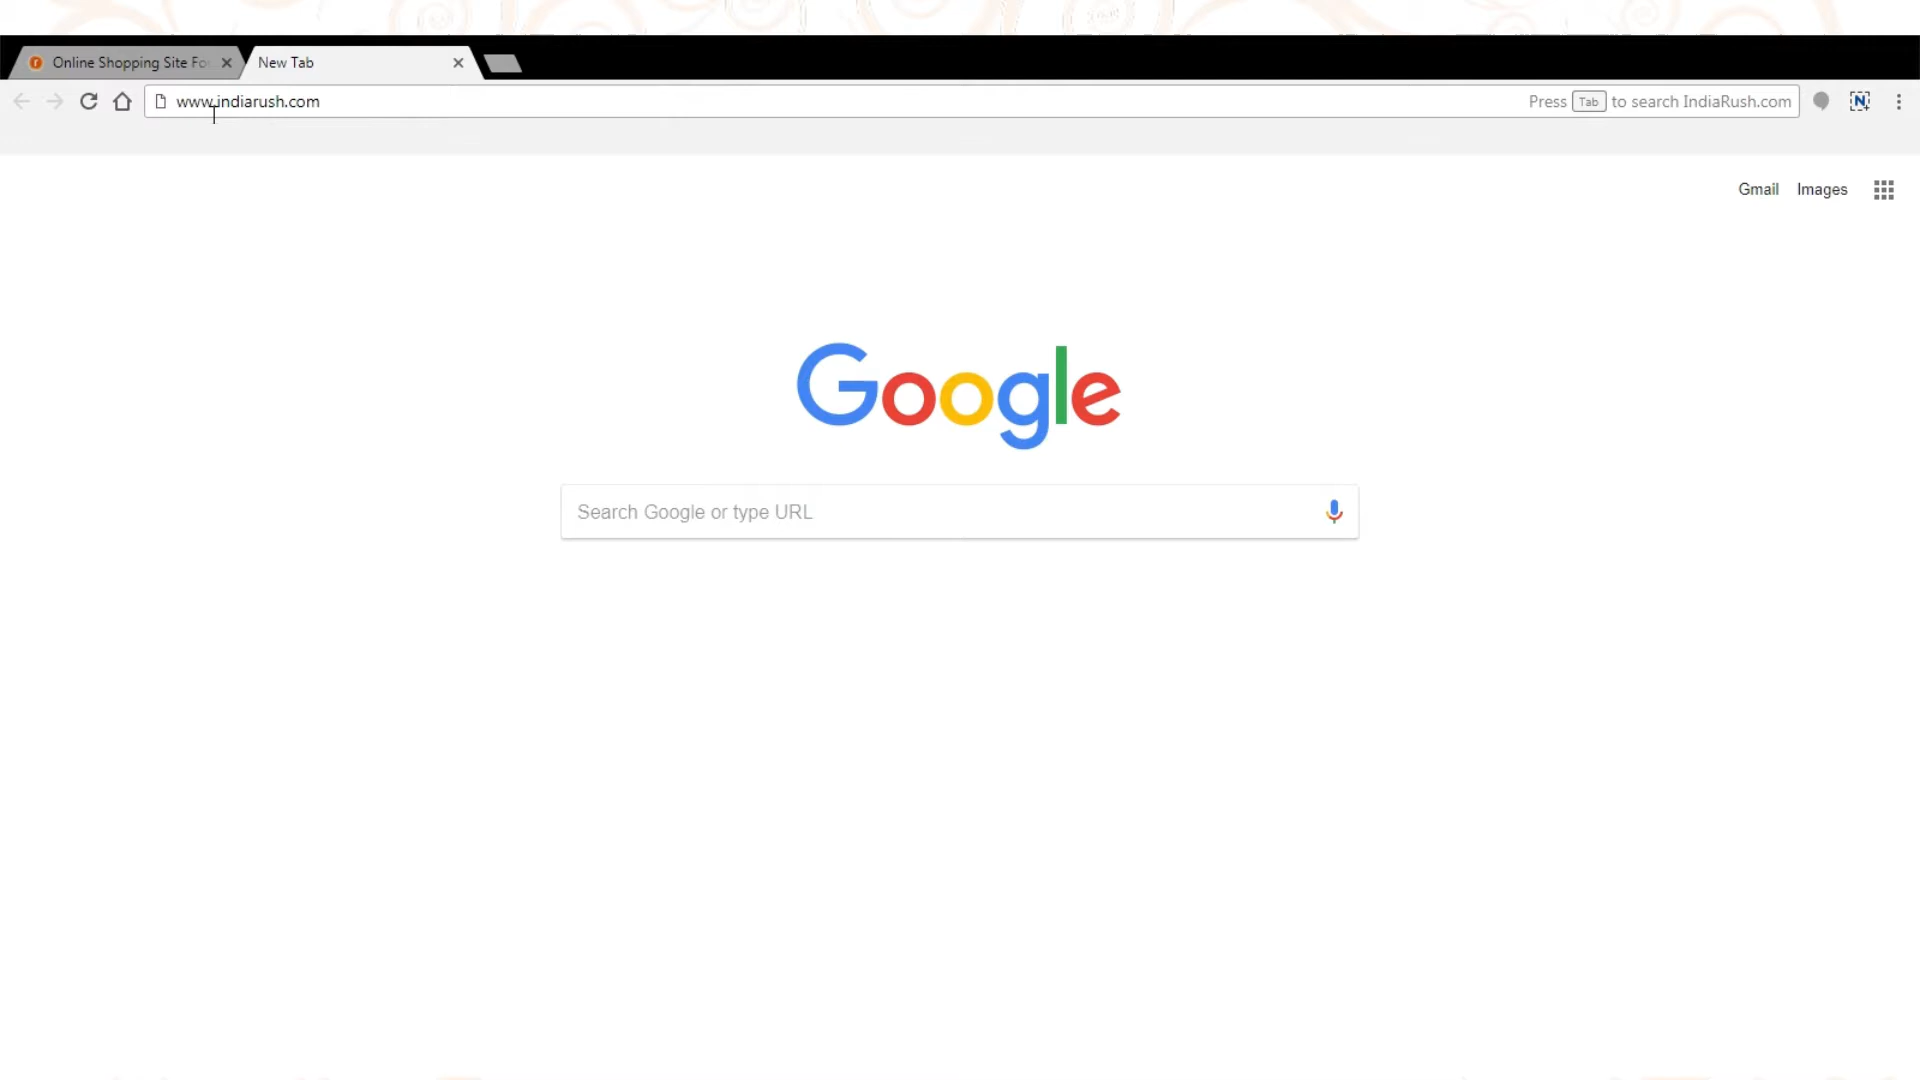 Online Shopping Site Fo
New Tab
www.indiarush.com
Press Tab to search IndiaRush.com
N
Gmail
Images
Google
Search Google or type URL